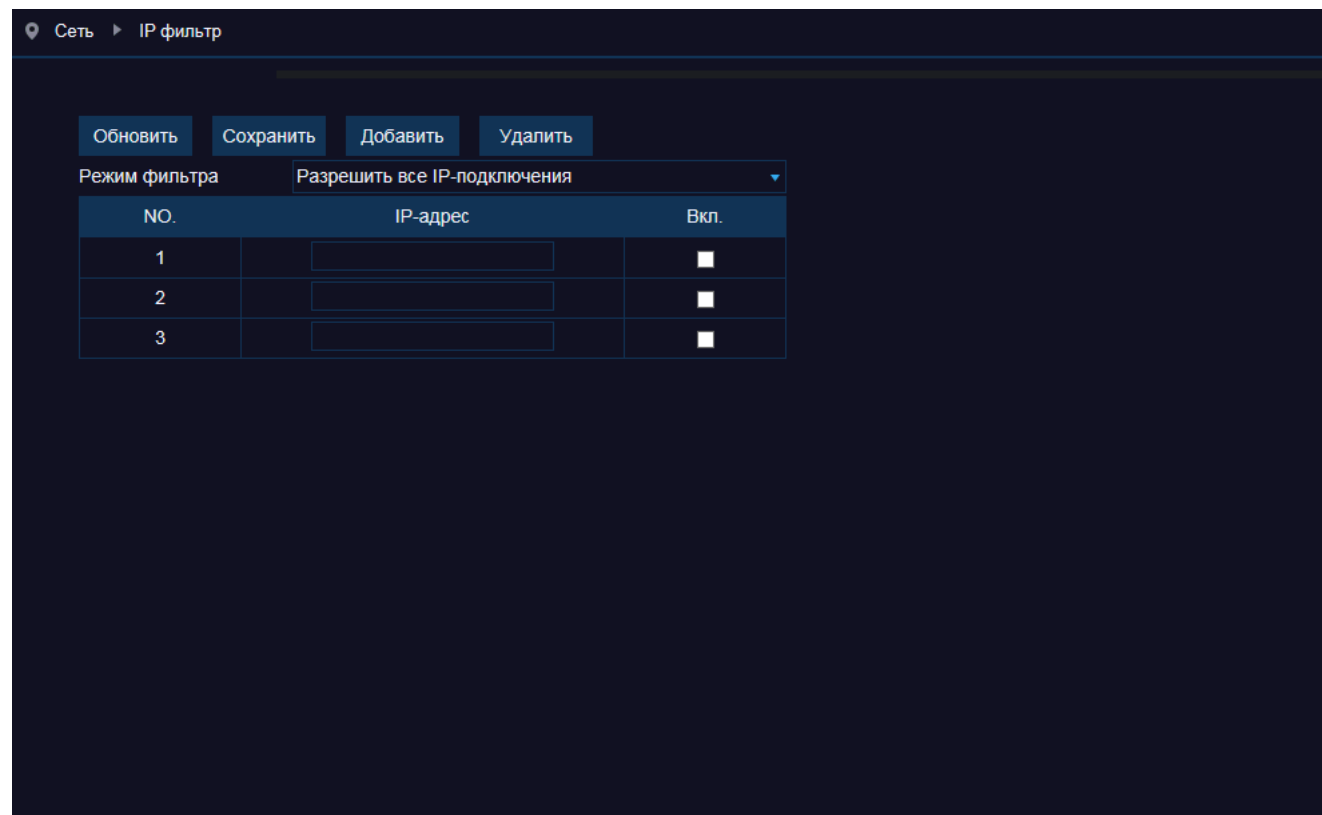 Сеть IP фильтр
Обновить Сохранить Добавить Удалить
Режим фильтра Разрешить все IP-подключения
NO. IP-адрес Вкл.
1
2
3